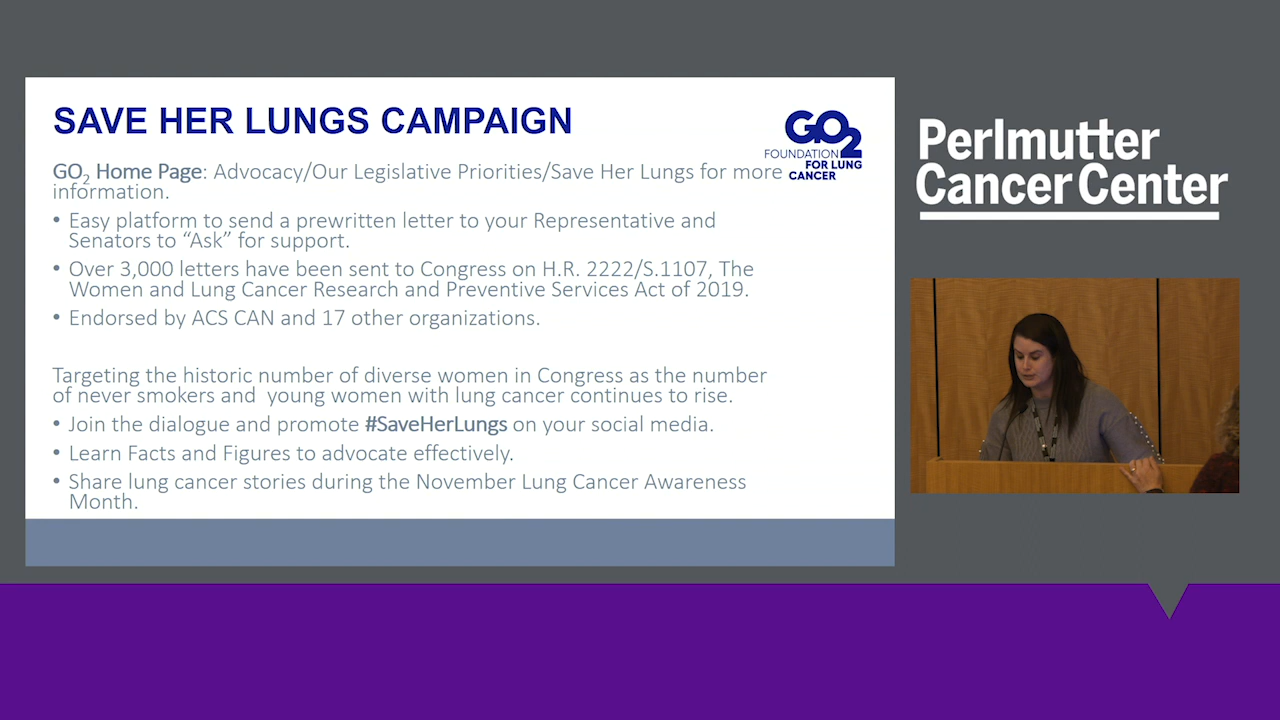 SAVE HER LUNGS CAMPAIGN
GO2
FOUNDATION
FOR LUNG
CANCER
GO2 Home Page: Advocacy/Our Legislative Priorities/Save Her Lungs for more
information.
• Easy platform to send a prewritten letter to your Representative and
Senators to “Ask” for support.
• Over 3,000 letters have been sent to Congress on H.R. 2222/S.1107, The
Women and Lung Cancer Research and Preventive Services Act of 2019.
• Endorsed by ACS CAN and 17 other organizations.
Targeting the historic number of diverse women in Congress as the number
of never smokers and young women with lung cancer continues to rise.
• Join the dialogue and promote #SaveHerLungs on your social media.
• Learn Facts and Figures to advocate effectively.
• Share lung cancer stories during the November Lung Cancer Awareness
Month.
Perlmutter
Cancer Center